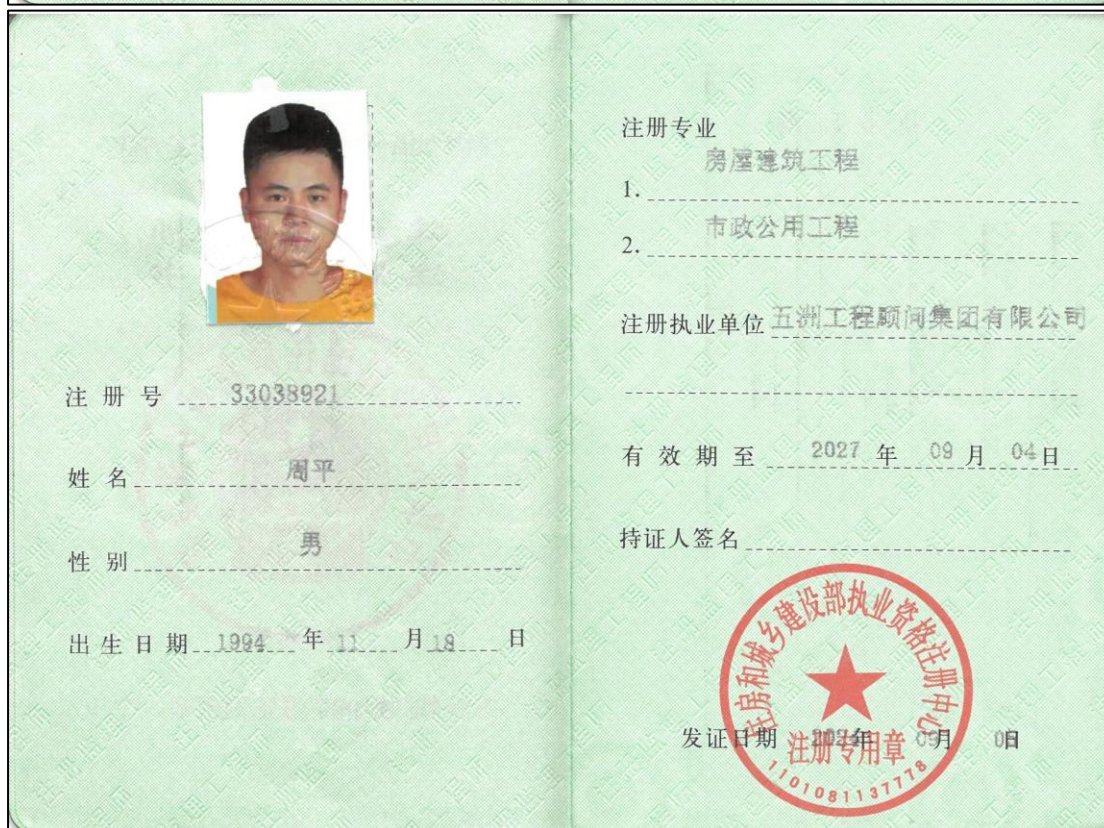 注 册 号 33038921
姓 名 周平
性 别 男
出 生 日 期 1994 年 11 月 18 日
注册专业
1. 房屋建筑工程
2. 市政公用工程
注册执业单位 五洲工程顾问集团有限公司
有 效 期 至 2027 年 09 月 04 日
持证人签名
住房和城乡建设部执业资格注册中心
发证日期 年 09 月 日
注册专用章
1101081137778